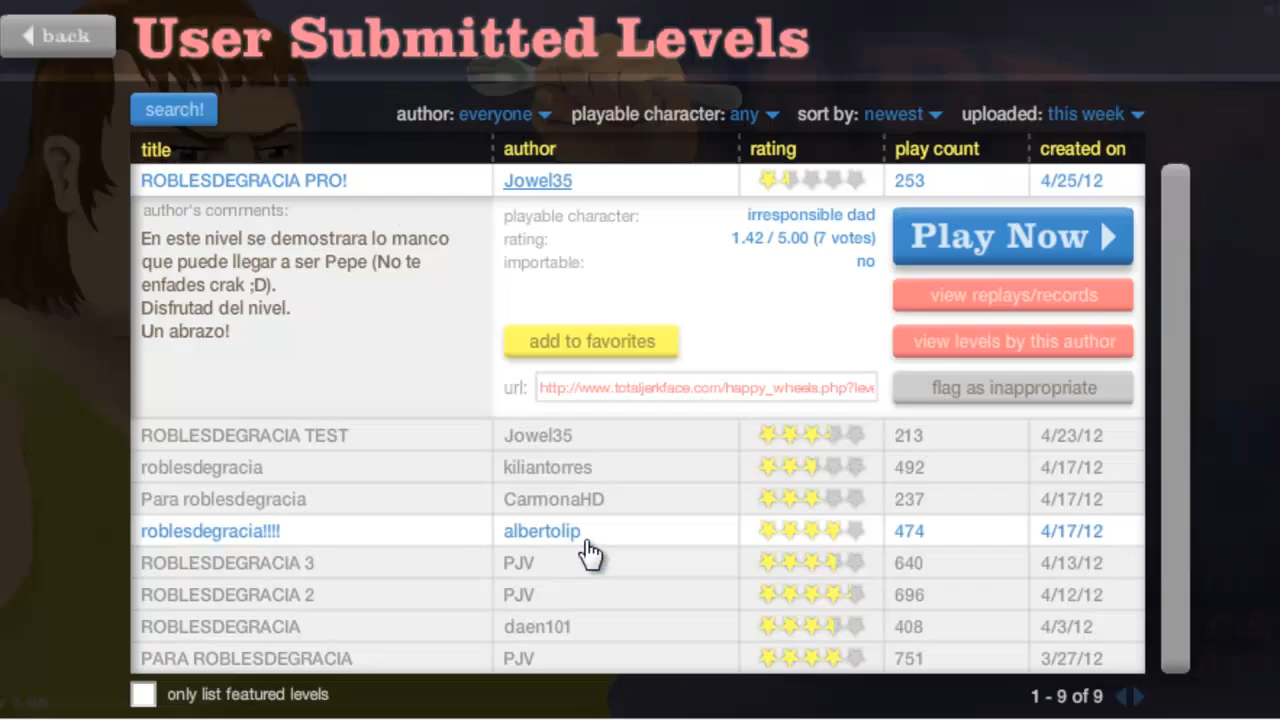 back
User Submitted Levels
search!
author: everyone playable character: any sort by: newest uploaded: this week
title author rating play count created on
ROBLESDEGRACIA PRO! Jowel35 253 4/25/12
author's comments:
En este nivel se demostrara lo manco
que puede llegar a ser Pepe (No te
enfades crak ;D).
Disfrutad del nivel.
Un abrazo!
playable character: irresponsible dad
rating: 1.42 / 5.00 (7 votes)
importable: no
add to favorites
url: http://www.totaljerkface.com/happy_wheels.php?leve
Play Now
view replays/records
view levels by this author
flag as inappropriate
ROBLESDEGRACIA TEST Jowel35 213 4/23/12
roblesdegracia kiliantorres 492 4/17/12
Para roblesdegracia CarmonaHD 237 4/17/12
roblesdegracia!!!! albertolip 474 4/17/12
ROBLESDEGRACIA 3 PJV 640 4/13/12
ROBLESDEGRACIA 2 PJV 696 4/12/12
ROBLESDEGRACIA daen101 408 4/3/12
PARA ROBLESDEGRACIA PJV 751 3/27/12
only list featured levels
1 - 9 of 9